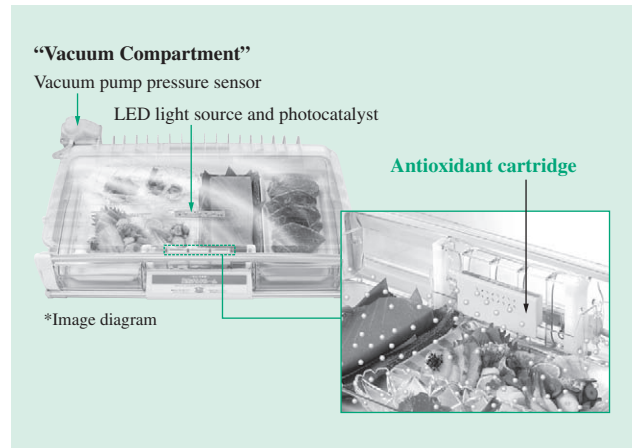 “Vacuum Compartment”
Vacuum pump pressure sensor
LED light source and photocatalyst
Antioxidant cartridge
*Image diagram